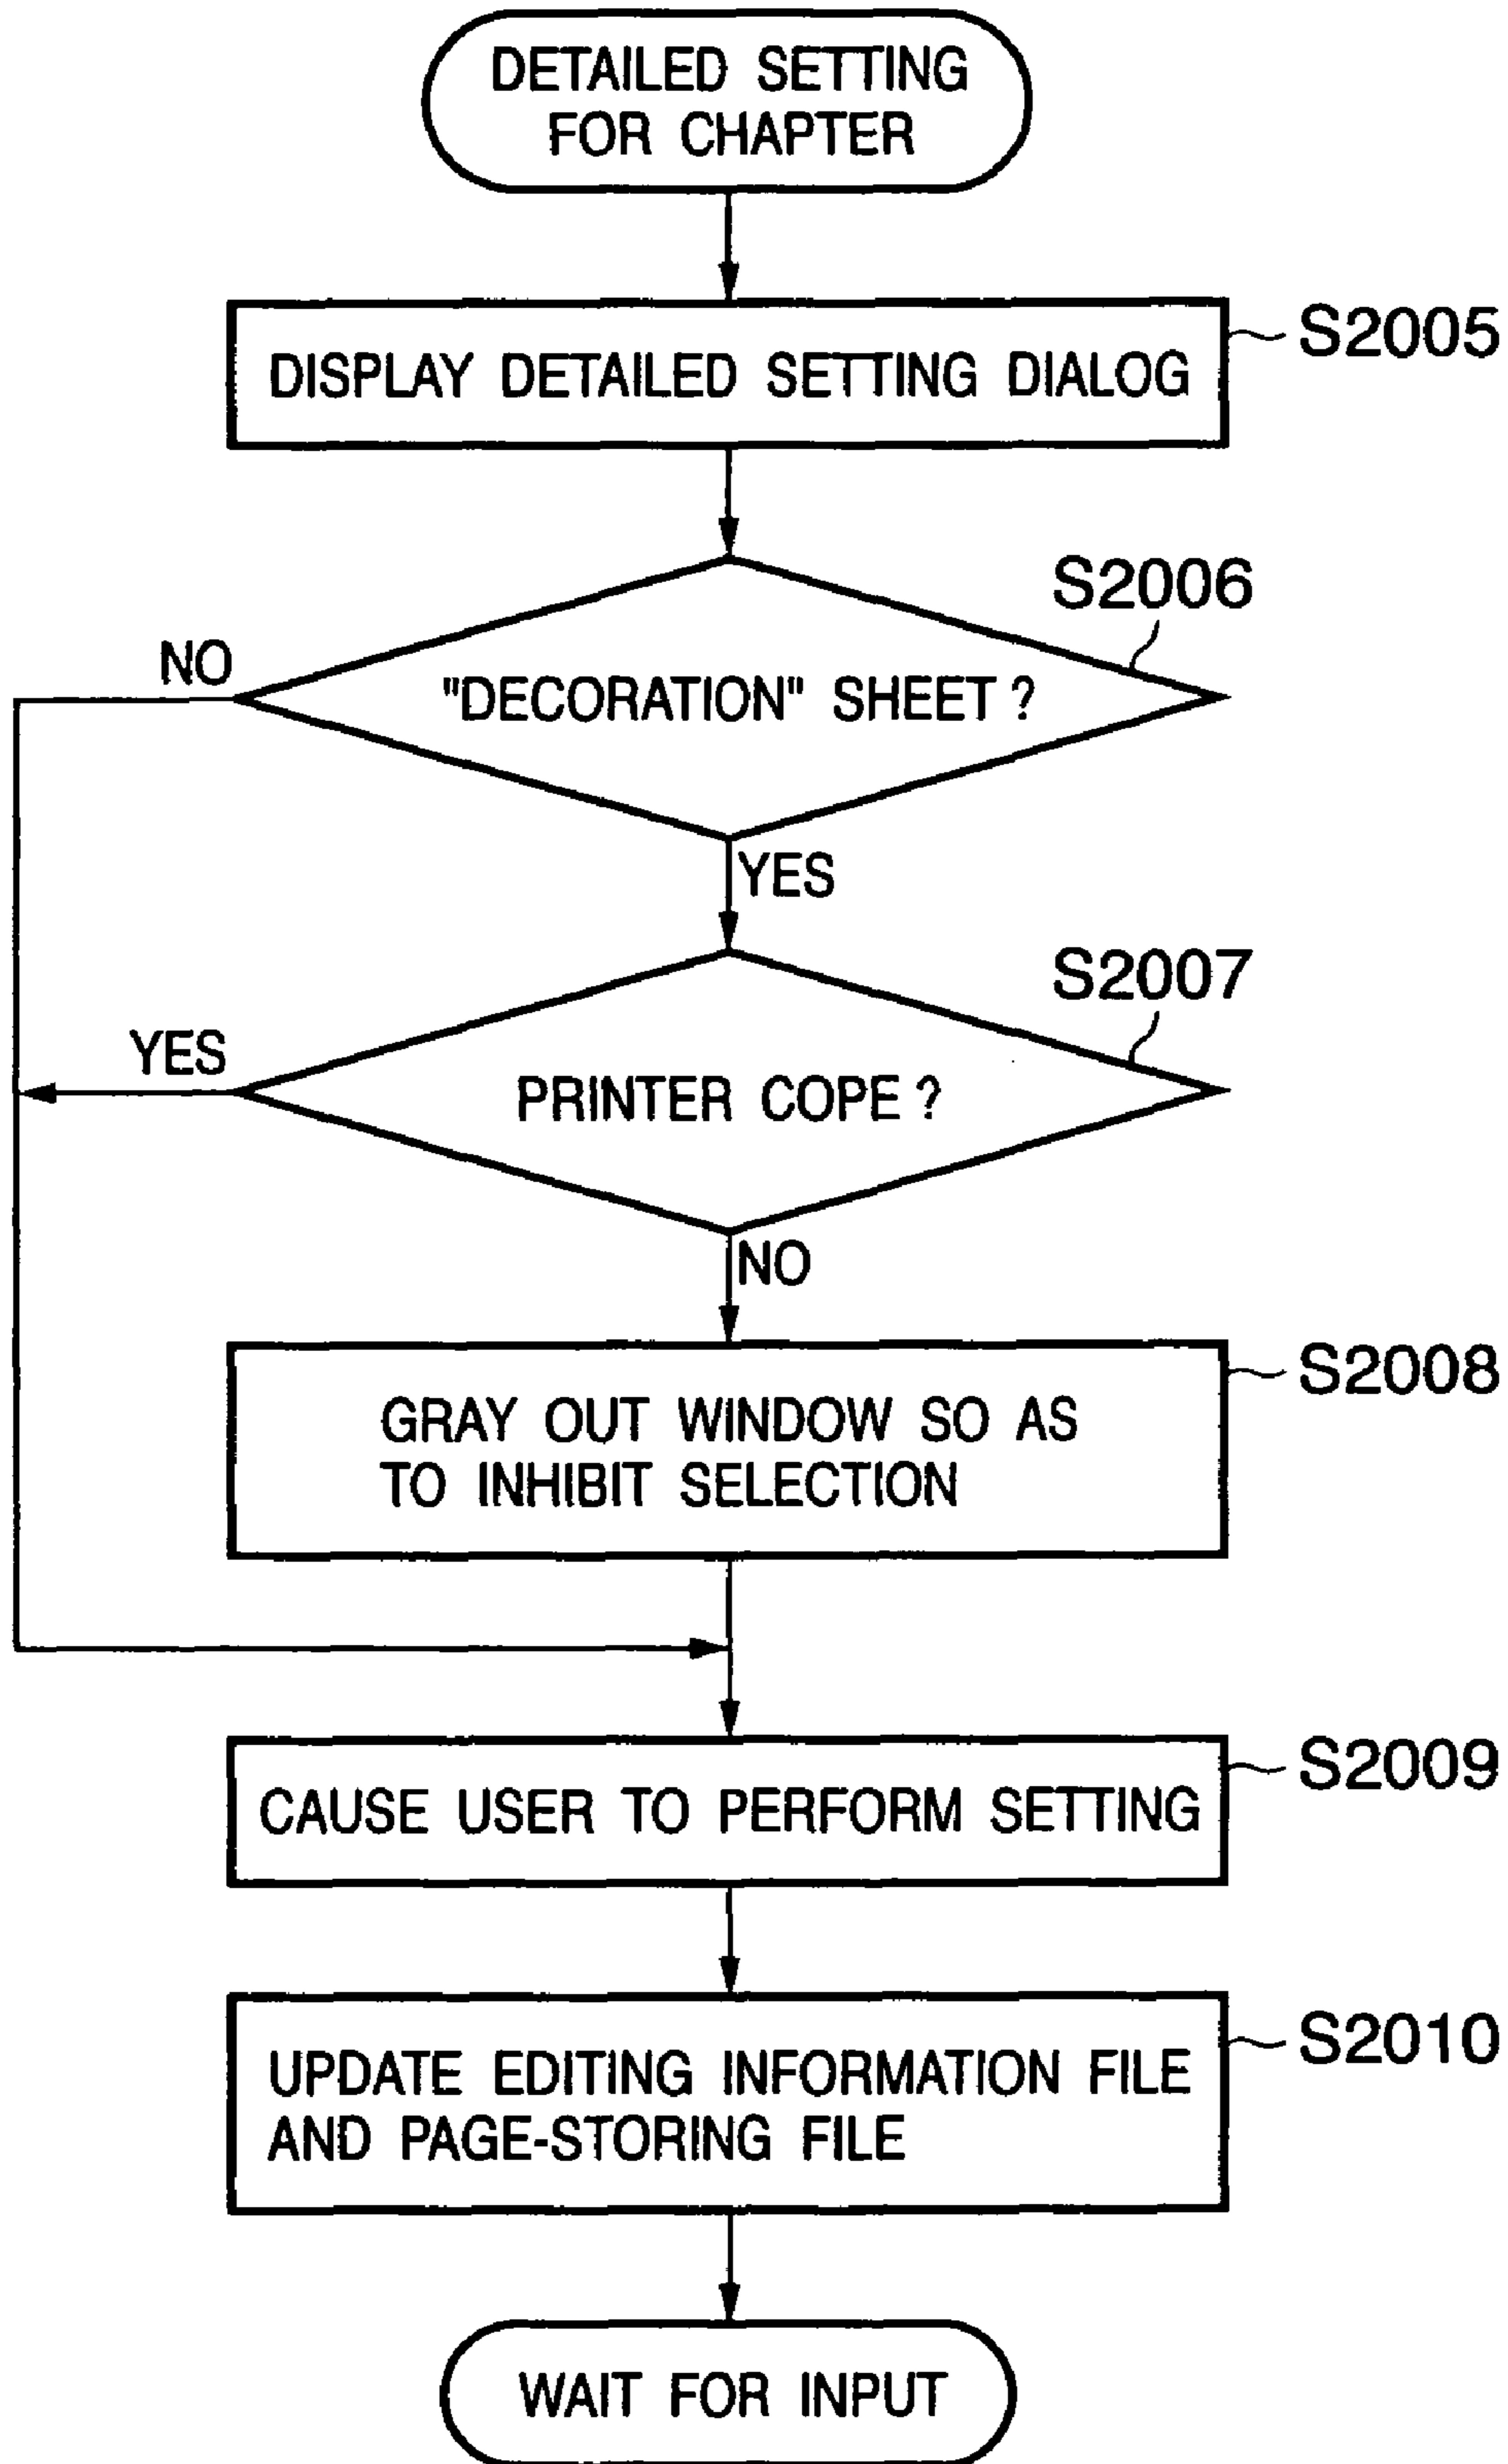 DETAILED SETTING
FOR CHAPTER
S2005
DISPLAY DETAILED SETTING DIALOG
S2006
NO
"DECORATION" SHEET ?
YES
S2007
YES
PRINTER COPE ?
NO
S2008
GRAY OUT WINDOW SO AS
TO INHIBIT SELECTION
S2009
CAUSE USER TO PERFORM SETTING
S2010
UPDATE EDITING INFORMATION FILE
AND PAGE-STORING FILE
WAIT FOR INPUT